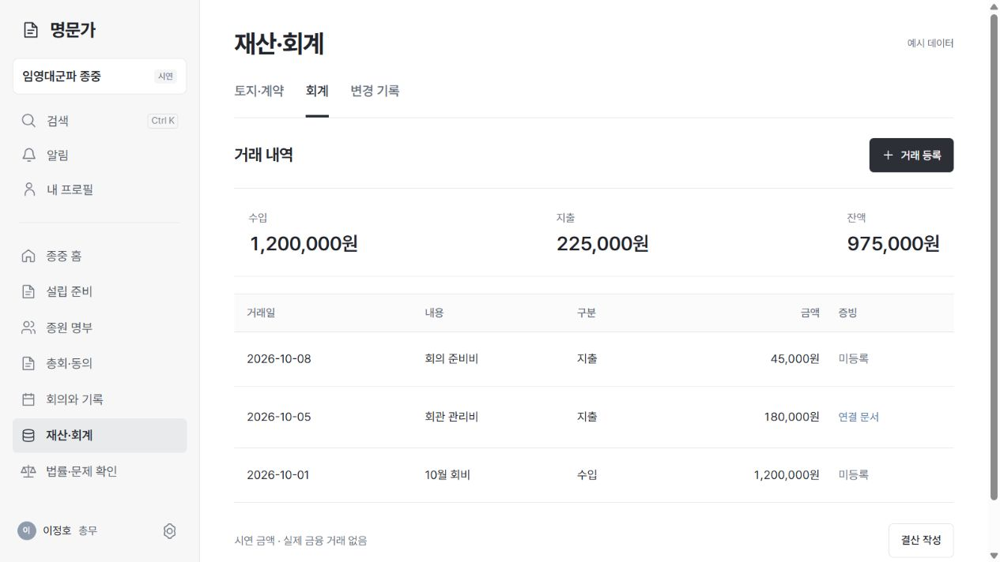 명문가
임영대군파 종중 시연
검색 Ctrl K
알림
내 프로필
종중 홈
설립 준비
종원 명부
총회·동의
회의와 기록
재산·회계
법률·문제 확인
이 이정호 총무
재산·회계
예시 데이터
토지·계약 회계 변경 기록
거래 내역
+ 거래 등록
수입 지출 잔액
1,200,000원 225,000원 975,000원
거래일 내용 구분 금액 증빙
2026-10-08 회의 준비비 지출 45,000원 미등록
2026-10-05 회관 관리비 지출 180,000원 연결 문서
2026-10-01 10월 회비 수입 1,200,000원 미등록
시연 금액 · 실제 금융 거래 없음
결산 작성